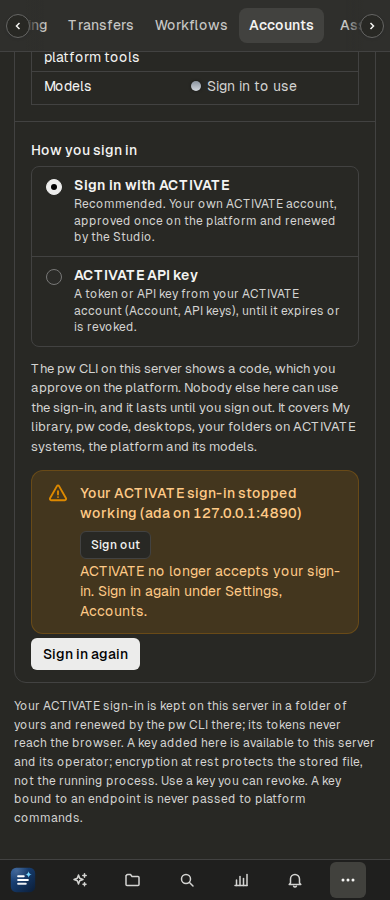 ng Transfers Workflows Accounts As
platform tools
Models Sign in to use
How you sign in
Sign in with ACTIVATE
Recommended. Your own ACTIVATE account,
approved once on the platform and renewed
by the Studio.
ACTIVATE API key
A token or API key from your ACTIVATE
account (Account, API keys), until it expires or
is revoked.
The pw CLI on this server shows a code, which you
approve on the platform. Nobody else here can use
the sign-in, and it lasts until you sign out. It covers My
library, pw code, desktops, your folders on ACTIVATE
systems, the platform and its models.
Your ACTIVATE sign-in stopped
working (ada on 127.0.0.1:4890)
Sign out
ACTIVATE no longer accepts your sign-
in. Sign in again under Settings,
Accounts.
Sign in again
Your ACTIVATE sign-in is kept on this server in a folder of
yours and renewed by the pw CLI there; its tokens never
reach the browser. A key added here is available to this server
and its operator; encryption at rest protects the stored file,
not the running process. Use a key you can revoke. A key
bound to an endpoint is never passed to platform
commands.